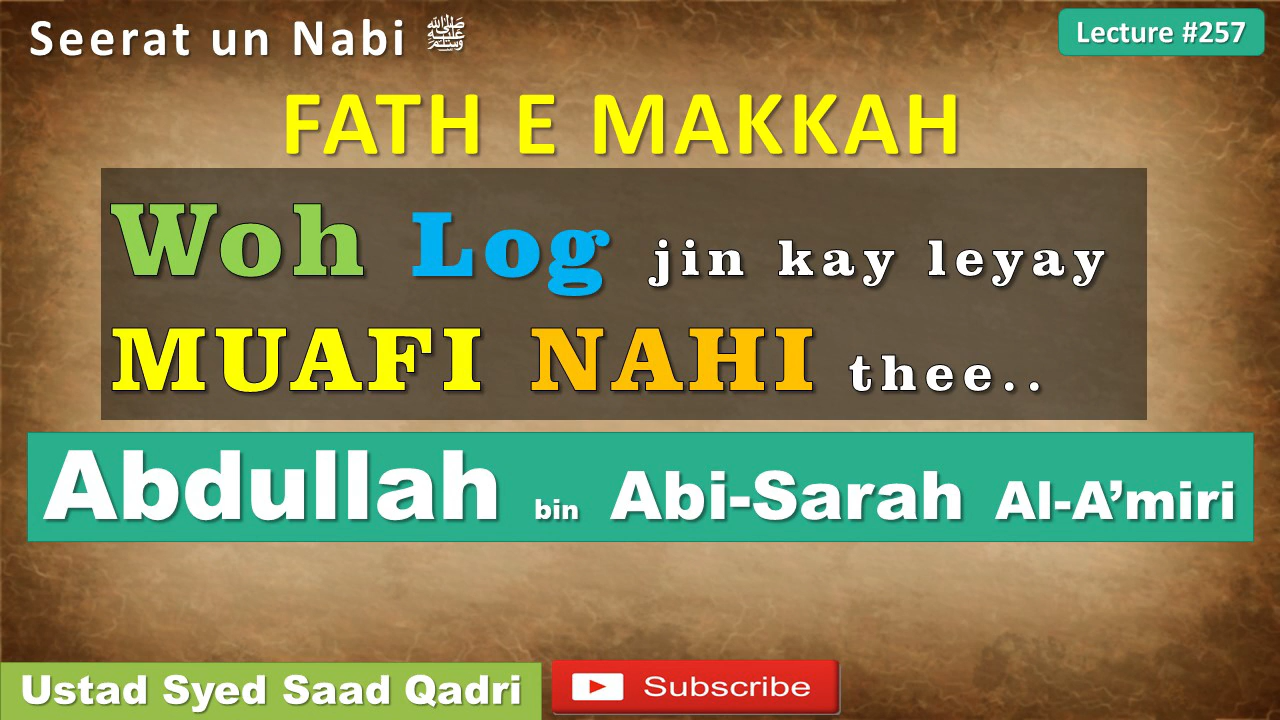 Seerat un Nabi ﷺ
Lecture #257
FATH E MAKKAH
Woh Log jin kay leyay
MUAFI NAHI thee..
Abdullah bin Abi-Sarah Al-A’miri
Ustad Syed Saad Qadri
Subscribe